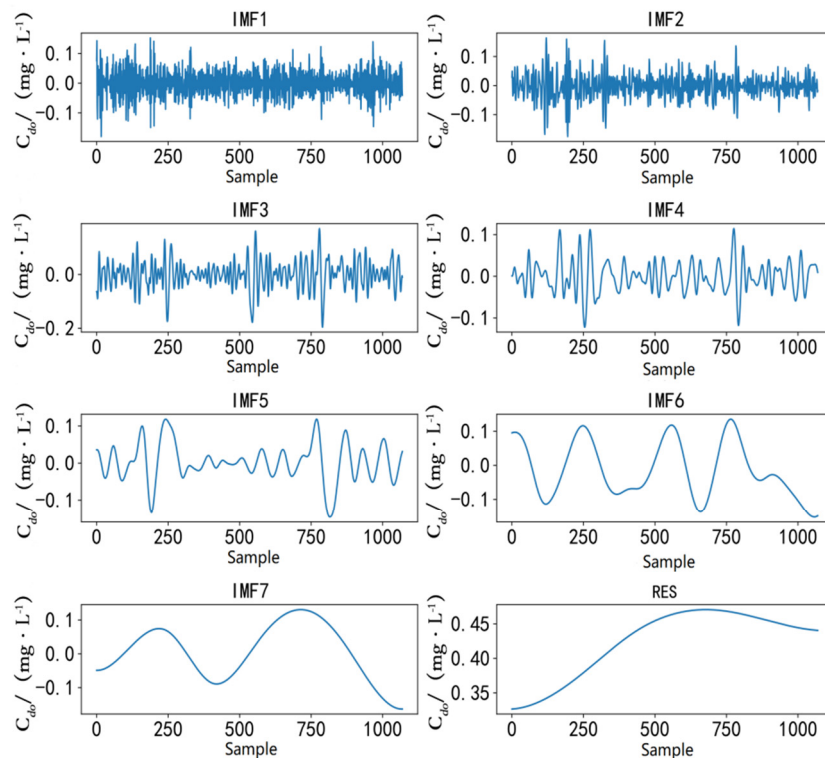 IMF1
C_do/ (mg · L⁻¹)
0.1
0.0
−0.1
0 250 500 750 1000
Sample
IMF2
C_do/ (mg · L⁻¹)
0.1
0.0
−0.1
0 250 500 750 1000
Sample
IMF3
C_do/ (mg · L⁻¹)
0.0
−0.2
0 250 500 750 1000
Sample
IMF4
C_do/ (mg · L⁻¹)
0.1
0.0
−0.1
0 250 500 750 1000
Sample
IMF5
C_do/ (mg · L⁻¹)
0.1
0.0
−0.1
0 250 500 750 1000
Sample
IMF6
C_do/ (mg · L⁻¹)
0.1
0.0
−0.1
0 250 500 750 1000
Sample
IMF7
C_do/ (mg · L⁻¹)
0.1
0.0
−0.1
0 250 500 750 1000
Sample
RES
C_do/ (mg · L⁻¹)
0.45
0.40
0.35
0 250 500 750 1000
Sample